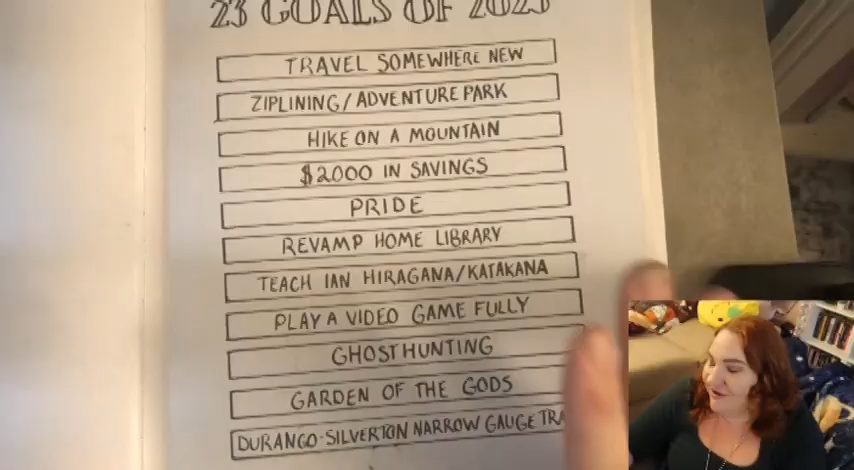 23 GOALS OF 2023
TRAVEL SOMEWHERE NEW
ZIPLINING/ADVENTURE PARK
HIKE ON A MOUNTAIN
$2000 IN SAVINGS
PRIDE
REVAMP HOME LIBRARY
TEACH IAN HIRAGANA/KATAKANA
PLAY A VIDEO GAME FULLY
GHOSTHUNTING
GARDEN OF THE GODS
DURANGO-SILVERTON NARROW GAUGE TRA